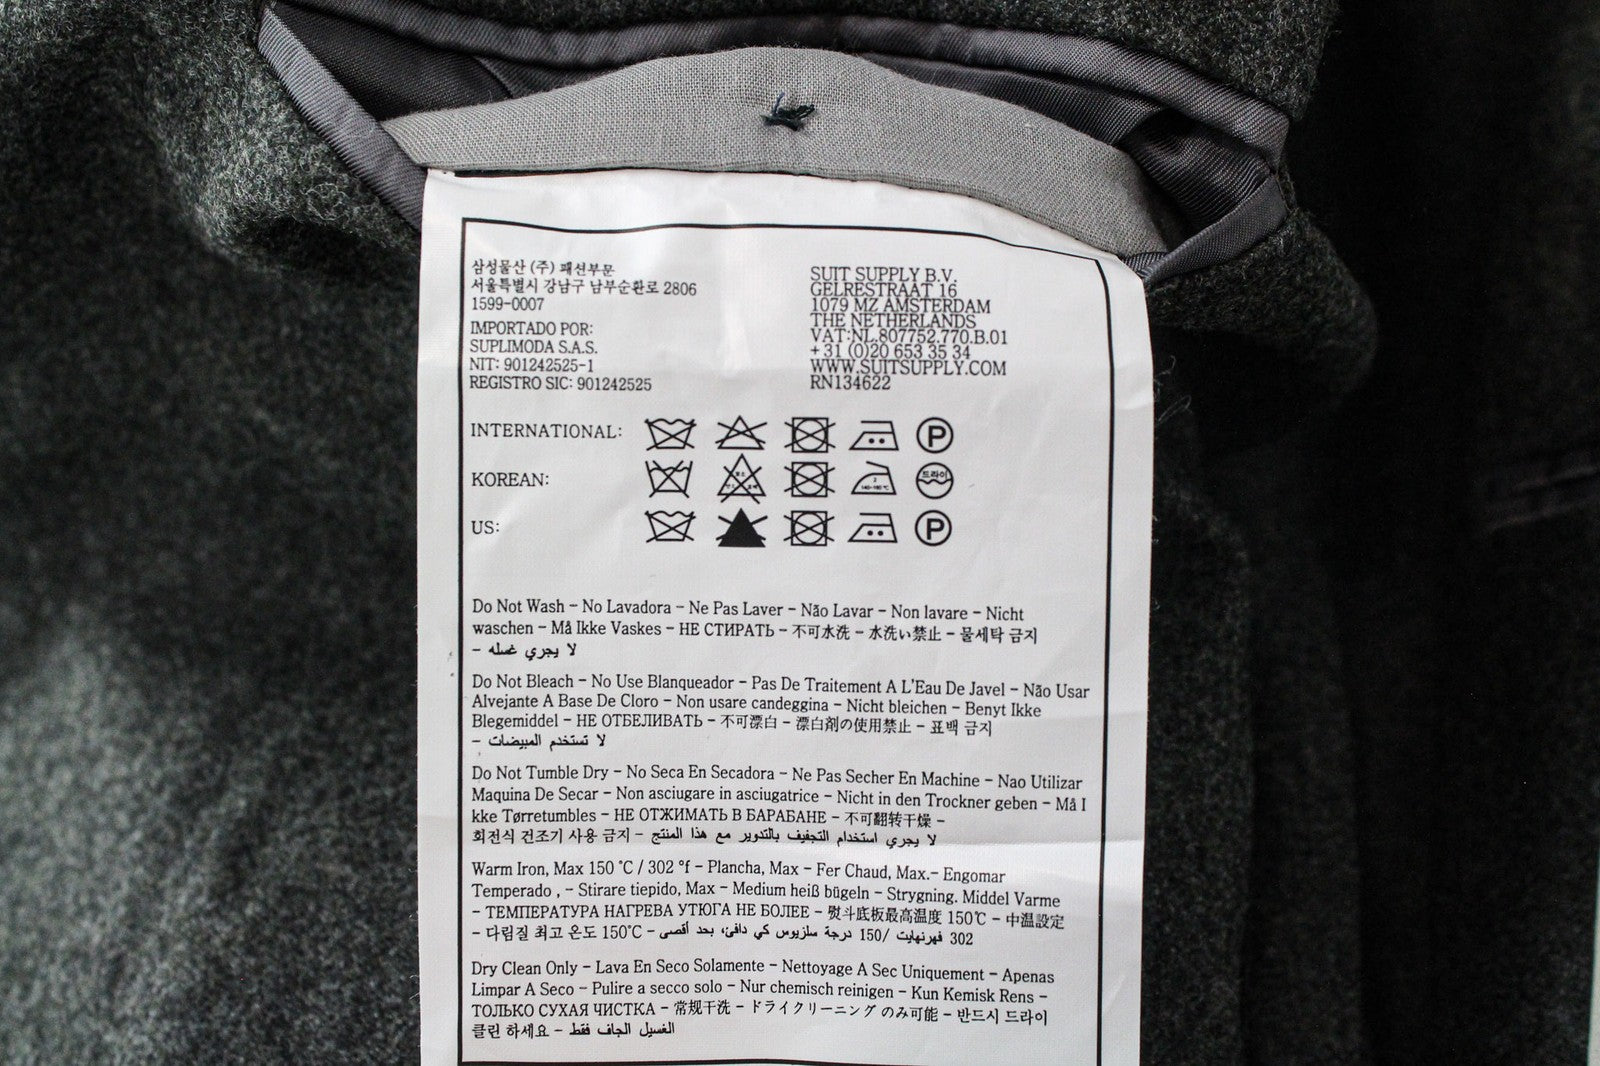 삼성물산 (주) 패션부문
서울특별시 강남구 남부순환로 2806
1599-0007
IMPORTADO POR:
SUPLIMODA S.A.S.
NIT: 901242525-1
REGISTRO SIC: 901242525
SUIT SUPPLY B.V.
GELRESTRAAT 16
1079 MZ AMSTERDAM
THE NETHERLANDS
VAT:NL.807752.770.B.01
+31 (0)20 653 35 34
WWW.SUITSUPPLY.COM
RN134622
INTERNATIONAL: P
KOREAN: 드라이
US: P
Do Not Wash – No Lavadora – Ne Pas Laver – Não Lavar – Non lavare – Nicht
waschen – Må Ikke Vaskes – НЕ СТИРАТЬ – 不可水洗 – 水洗い禁止 – 물세탁 금지
– لا يجري غسله
Do Not Bleach – No Use Blanqueador – Pas De Traitement A L'Eau De Javel – Não Usar
Alvejante A Base De Cloro – Non usare candeggina – Nicht bleichen – Benyt Ikke
Blegemiddel – НЕ ОТБЕЛИВАТЬ – 不可漂白 – 漂白剤の使用禁止 – 표백 금지
– لا تستخدم المبيضات
Do Not Tumble Dry – No Seca En Secadora – Ne Pas Secher En Machine – Nao Utilizar
Maquina De Secar – Non asciugare in asciugatrice – Nicht in den Trockner geben – Må I
kke Tørretumbles – НЕ ОТЖИМАТЬ В БАРАБАНЕ – 不可翻转干燥 –
회전식 건조기 사용 금지 – لا يجري استخدام التجفيف بالتدوير مع هذا المنتج
Warm Iron, Max 150 °C / 302 °f – Plancha, Max – Fer Chaud, Max.– Engomar
Temperado , – Stirare tiepido, Max – Medium heiß bügeln – Strygning. Middel Varme
– ТЕМПЕРАТУРА НАГРЕВА УТЮГА НЕ БОЛЕЕ – 熨斗底板最高温度 150℃ – 中温設定
– 다림질 최고 온도 150℃ – 302 فهرنهايت /150 درجة سلزيوس كي دافئ، بحد أقصى
Dry Clean Only – Lava En Seco Solamente – Nettoyage A Sec Uniquement – Apenas
Limpar A Seco – Pulire a secco solo – Nur chemisch reinigen – Kun Kemisk Rens –
ТОЛЬКО СУХАЯ ЧИСТКА – 常规干洗 – ドライクリーニング のみ可能 – 반드시 드라이
클린 하세요 – الغسيل الجاف فقط